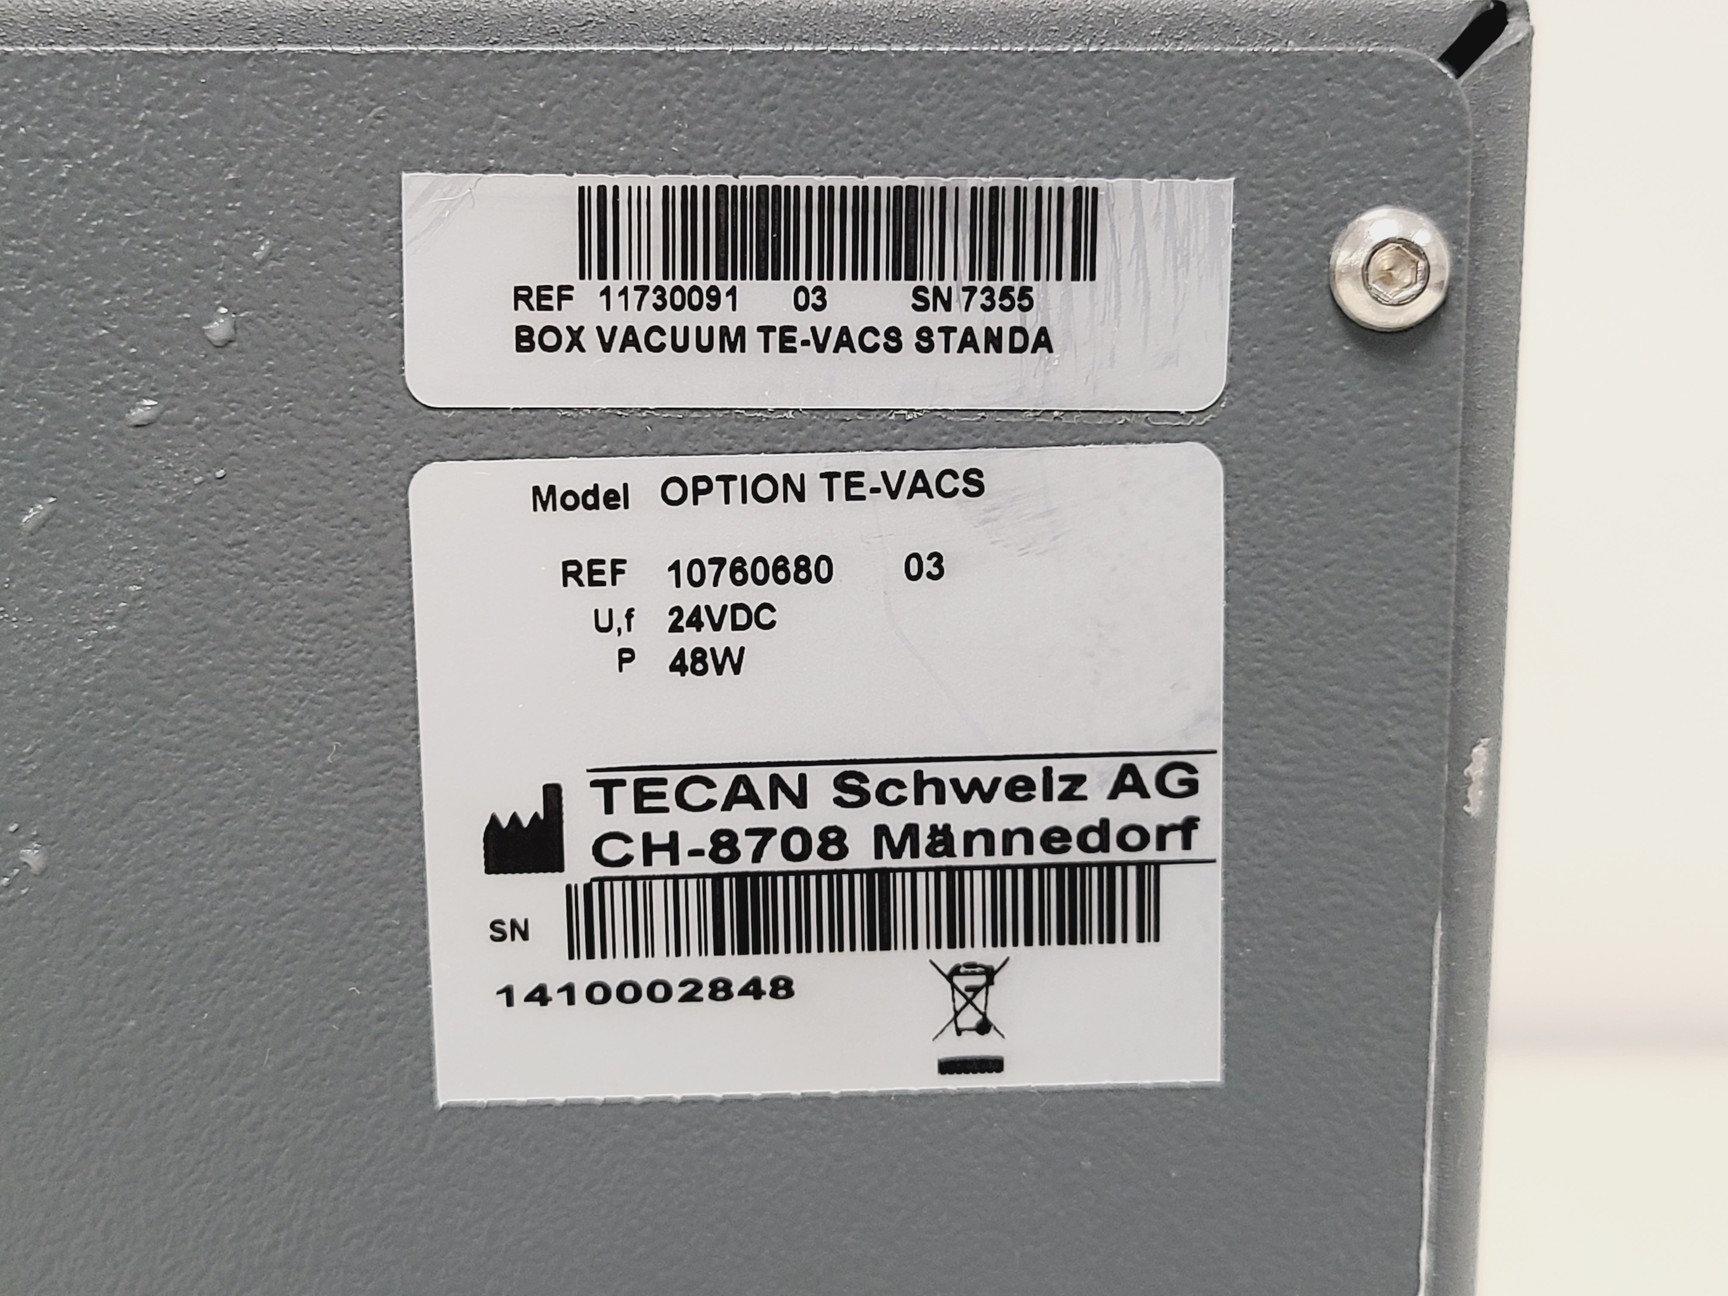 REF 11730091 03 SN 7355
BOX VACUUM TE-VACS STANDA
Model OPTION TE-VACS
REF 10760680 03
U,f 24VDC
P 48W
TECAN Schweiz AG
CH-8708 Männedorf
SN
1410002848